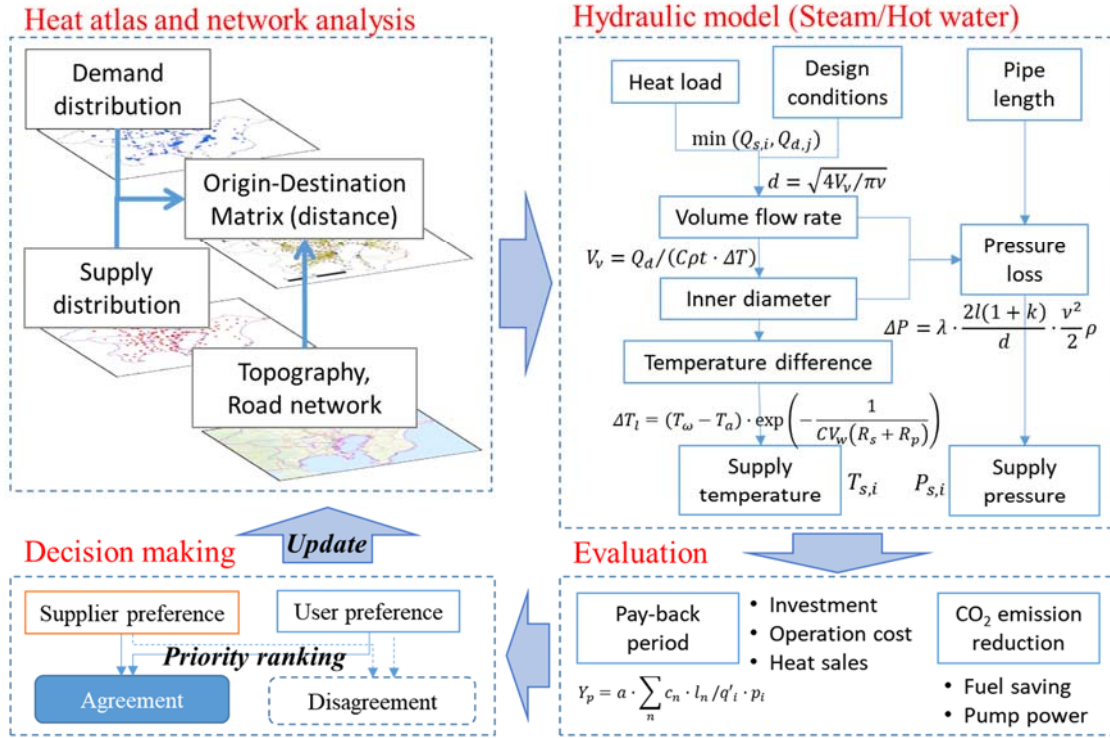 Heat atlas and network analysis
Demand
distribution
Origin-Destination
Matrix (distance)
Supply
distribution
Topography,
Road network
Hydraulic model (Steam/Hot water)
Heat load
Design
conditions
Pipe
length
min (Q_{s,i}, Q_{d,j})
d = √(4V_v/πv)
Volume flow rate
V_v = Q_d/(Cρt · ΔT)
Inner diameter
Pressure
loss
ΔP = λ · 2l(1 + k)/d · v²/2 ρ
Temperature difference
ΔT_l = (T_ω − T_a) · exp(−1/(CV_w(R_s + R_p)))
Supply
temperature
T_{s,i}
P_{s,i}
Supply
pressure
Decision making
Update
Supplier preference
User preference
Priority ranking
Agreement
Disagreement
Evaluation
Pay-back
period
• Investment
• Operation cost
• Heat sales
Y_p = a · ∑_n c_n · l_n /q'_i · p_i
CO₂ emission
reduction
• Fuel saving
• Pump power